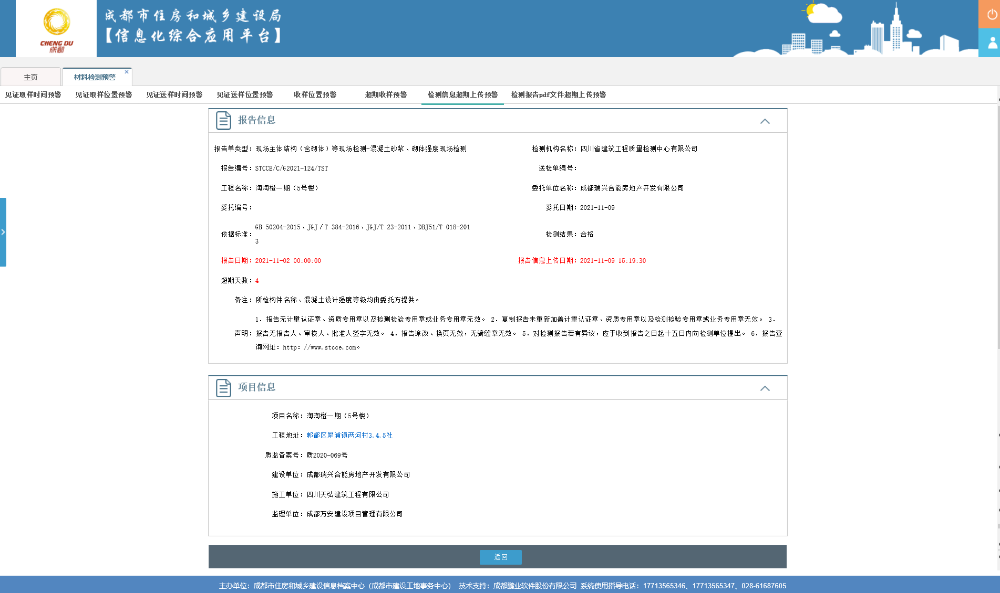 成都市住房和城乡建设局
【信息化综合应用平台】
CHENG DU
成都
主页
材料检测预警
见证取样时间预警 见证取样位置预警 见证送样时间预警 见证送样位置预警 收样位置预警 超期收样预警 检测信息超期上传预警 检测报告pdf文件超期上传预警
报告信息
报告单类型：现场主体结构（含砌体）等现场检测-混凝土砂浆、砌体强度现场检测 检测机构名称：四川省建筑工程质量检测中心有限公司
报告编号：STCCE/C/G2021-124/TST 送检单编号：
工程名称：淘淘橙一期（5号楼） 委托单位名称：成都瑞兴合能房地产开发有限公司
委托编号： 委托日期：2021-11-09
GB 50204-2015、JGJ／T 384-2016、JGJ/T 23-2011、DBJ51/T 018-201
依据标准： 检测结果：合格
3
报告日期：2021-11-02 00:00:00 报告信息上传日期：2021-11-09 15:19:30
超期天数：4
备注：所检构件名称、混凝土设计强度等级均由委托方提供。
1．报告无计量认证章、资质专用章以及检测检验专用章或业务专用章无效。 2．复制报告未重新加盖计量认证章、资质专用章以及检测检验专用章或业务专用章无效。 3．
声明：报告无报告人、审核人、批准人签字无效。 4．报告涂改、换页无效，无骑缝章无效。 5．对检测报告若有异议，应于收到报告之日起十五日内向检测单位提出。 6．报告查
询网址：http：//www.stcce.com。
项目信息
项目名称：淘淘橙一期（5号楼）
工程地址：郫都区犀浦镇两河村3,4,5社
质监备案号：质2020-069号
建设单位：成都瑞兴合能房地产开发有限公司
施工单位：四川天弘建筑工程有限公司
监理单位：成都万安建设项目管理有限公司
返回
主办单位：成都市住房和城乡建设信息档案中心（成都市建设工地事务中心） 技术支持：成都鹏业软件股份有限公司 系统使用指导电话：17713565346、17713565347、028-61687605